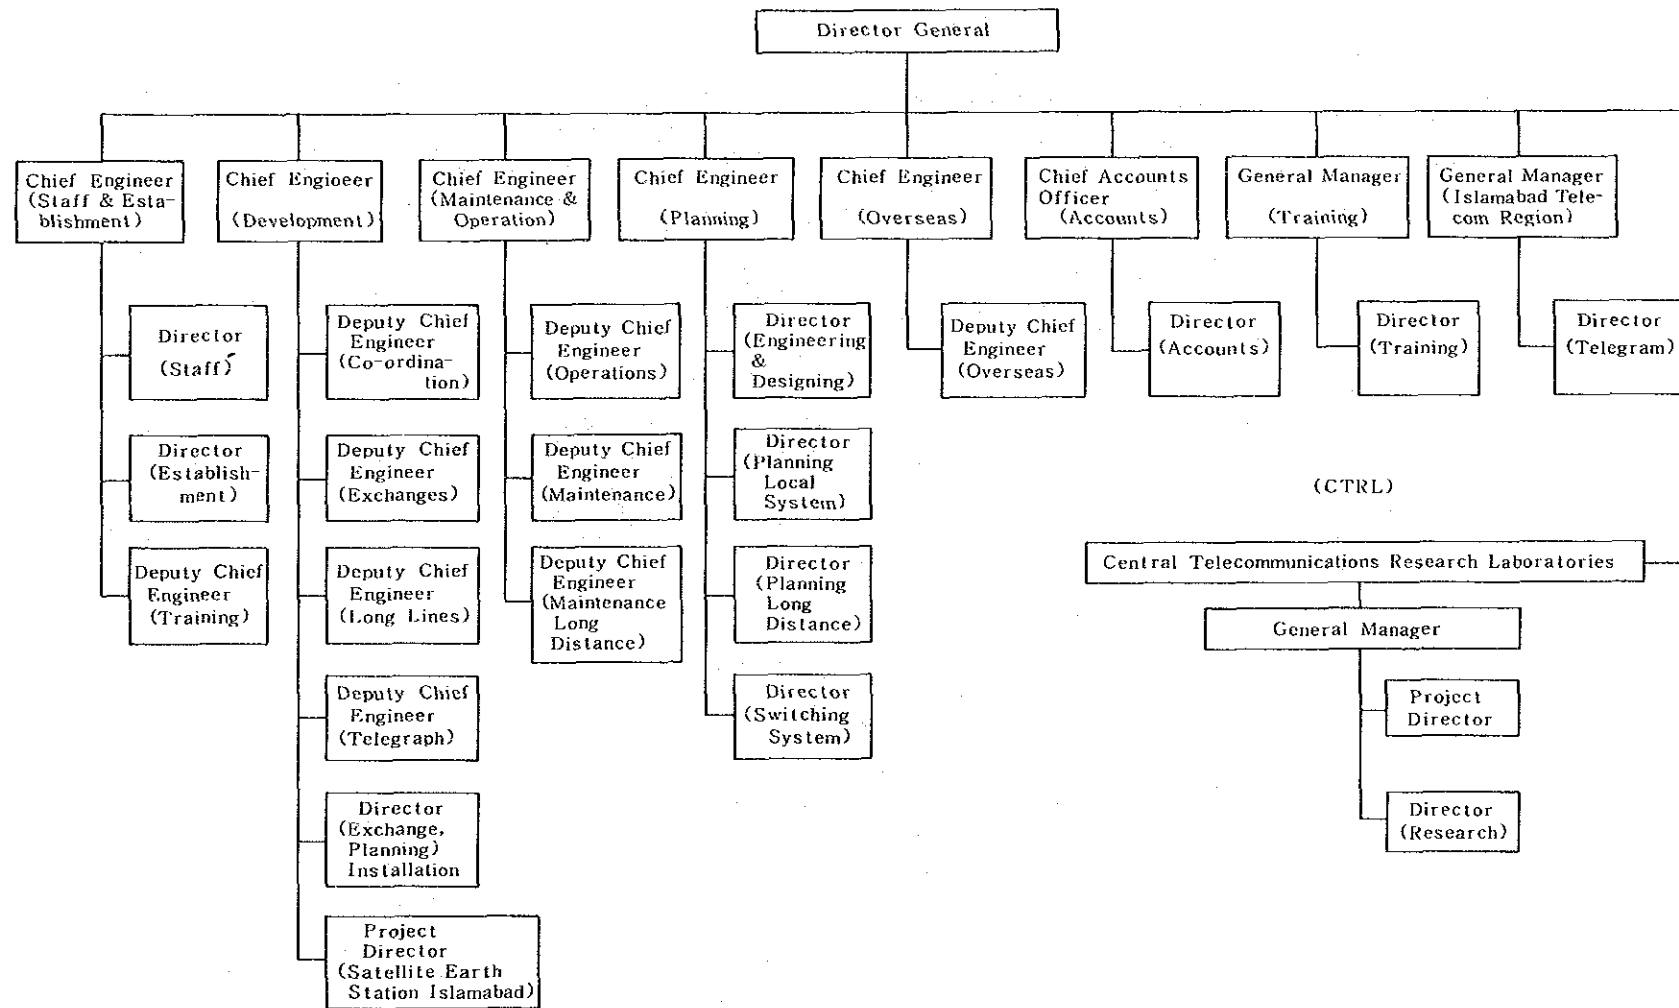 Director General
Chief Engineer
(Staff & Esta-
blishment)
Chief Engioeer
(Development)
Chief Engineer
(Maintenance &
Operation)
Chief Engineer
(Planning)
Chief Engineer
(Overseas)
Chief Accounts
Officer
(Accounts)
General Manager
(Training)
General Manager
(Islamabad Tele-
com Region)
Director
(Staff)
Director
(Establish-
ment)
Deputy Chief
Engineer
(Training)
Deputy Chief
Engineer
(Co-ordina-
tion)
Deputy Chief
Engineer
(Exchanges)
Deputy Chief
Engineer
(Long Lines)
Deputy Chief
Engineer
(Telegraph)
Director
(Exchange,
Planning)
Installation
Project
Director
(Satellite Earth
Station Islamabad)
Deputy Chief
Engineer
(Operations)
Deputy Chief
Engineer
(Maintenance)
Deputy Chief
Engineer
(Maintenance
Long
Distance)
Director
(Engineering
&
Designing)
Director
(Planning
Local
System)
Director
(Planning
Long
Distance)
Director
(Switching
System)
Deputy Chief
Engineer
(Overseas)
Director
(Accounts)
Director
(Training)
Director
(Telegram)
(CTRL)
Central Telecommunications Research Laboratories
General Manager
Project
Director
Director
(Research)